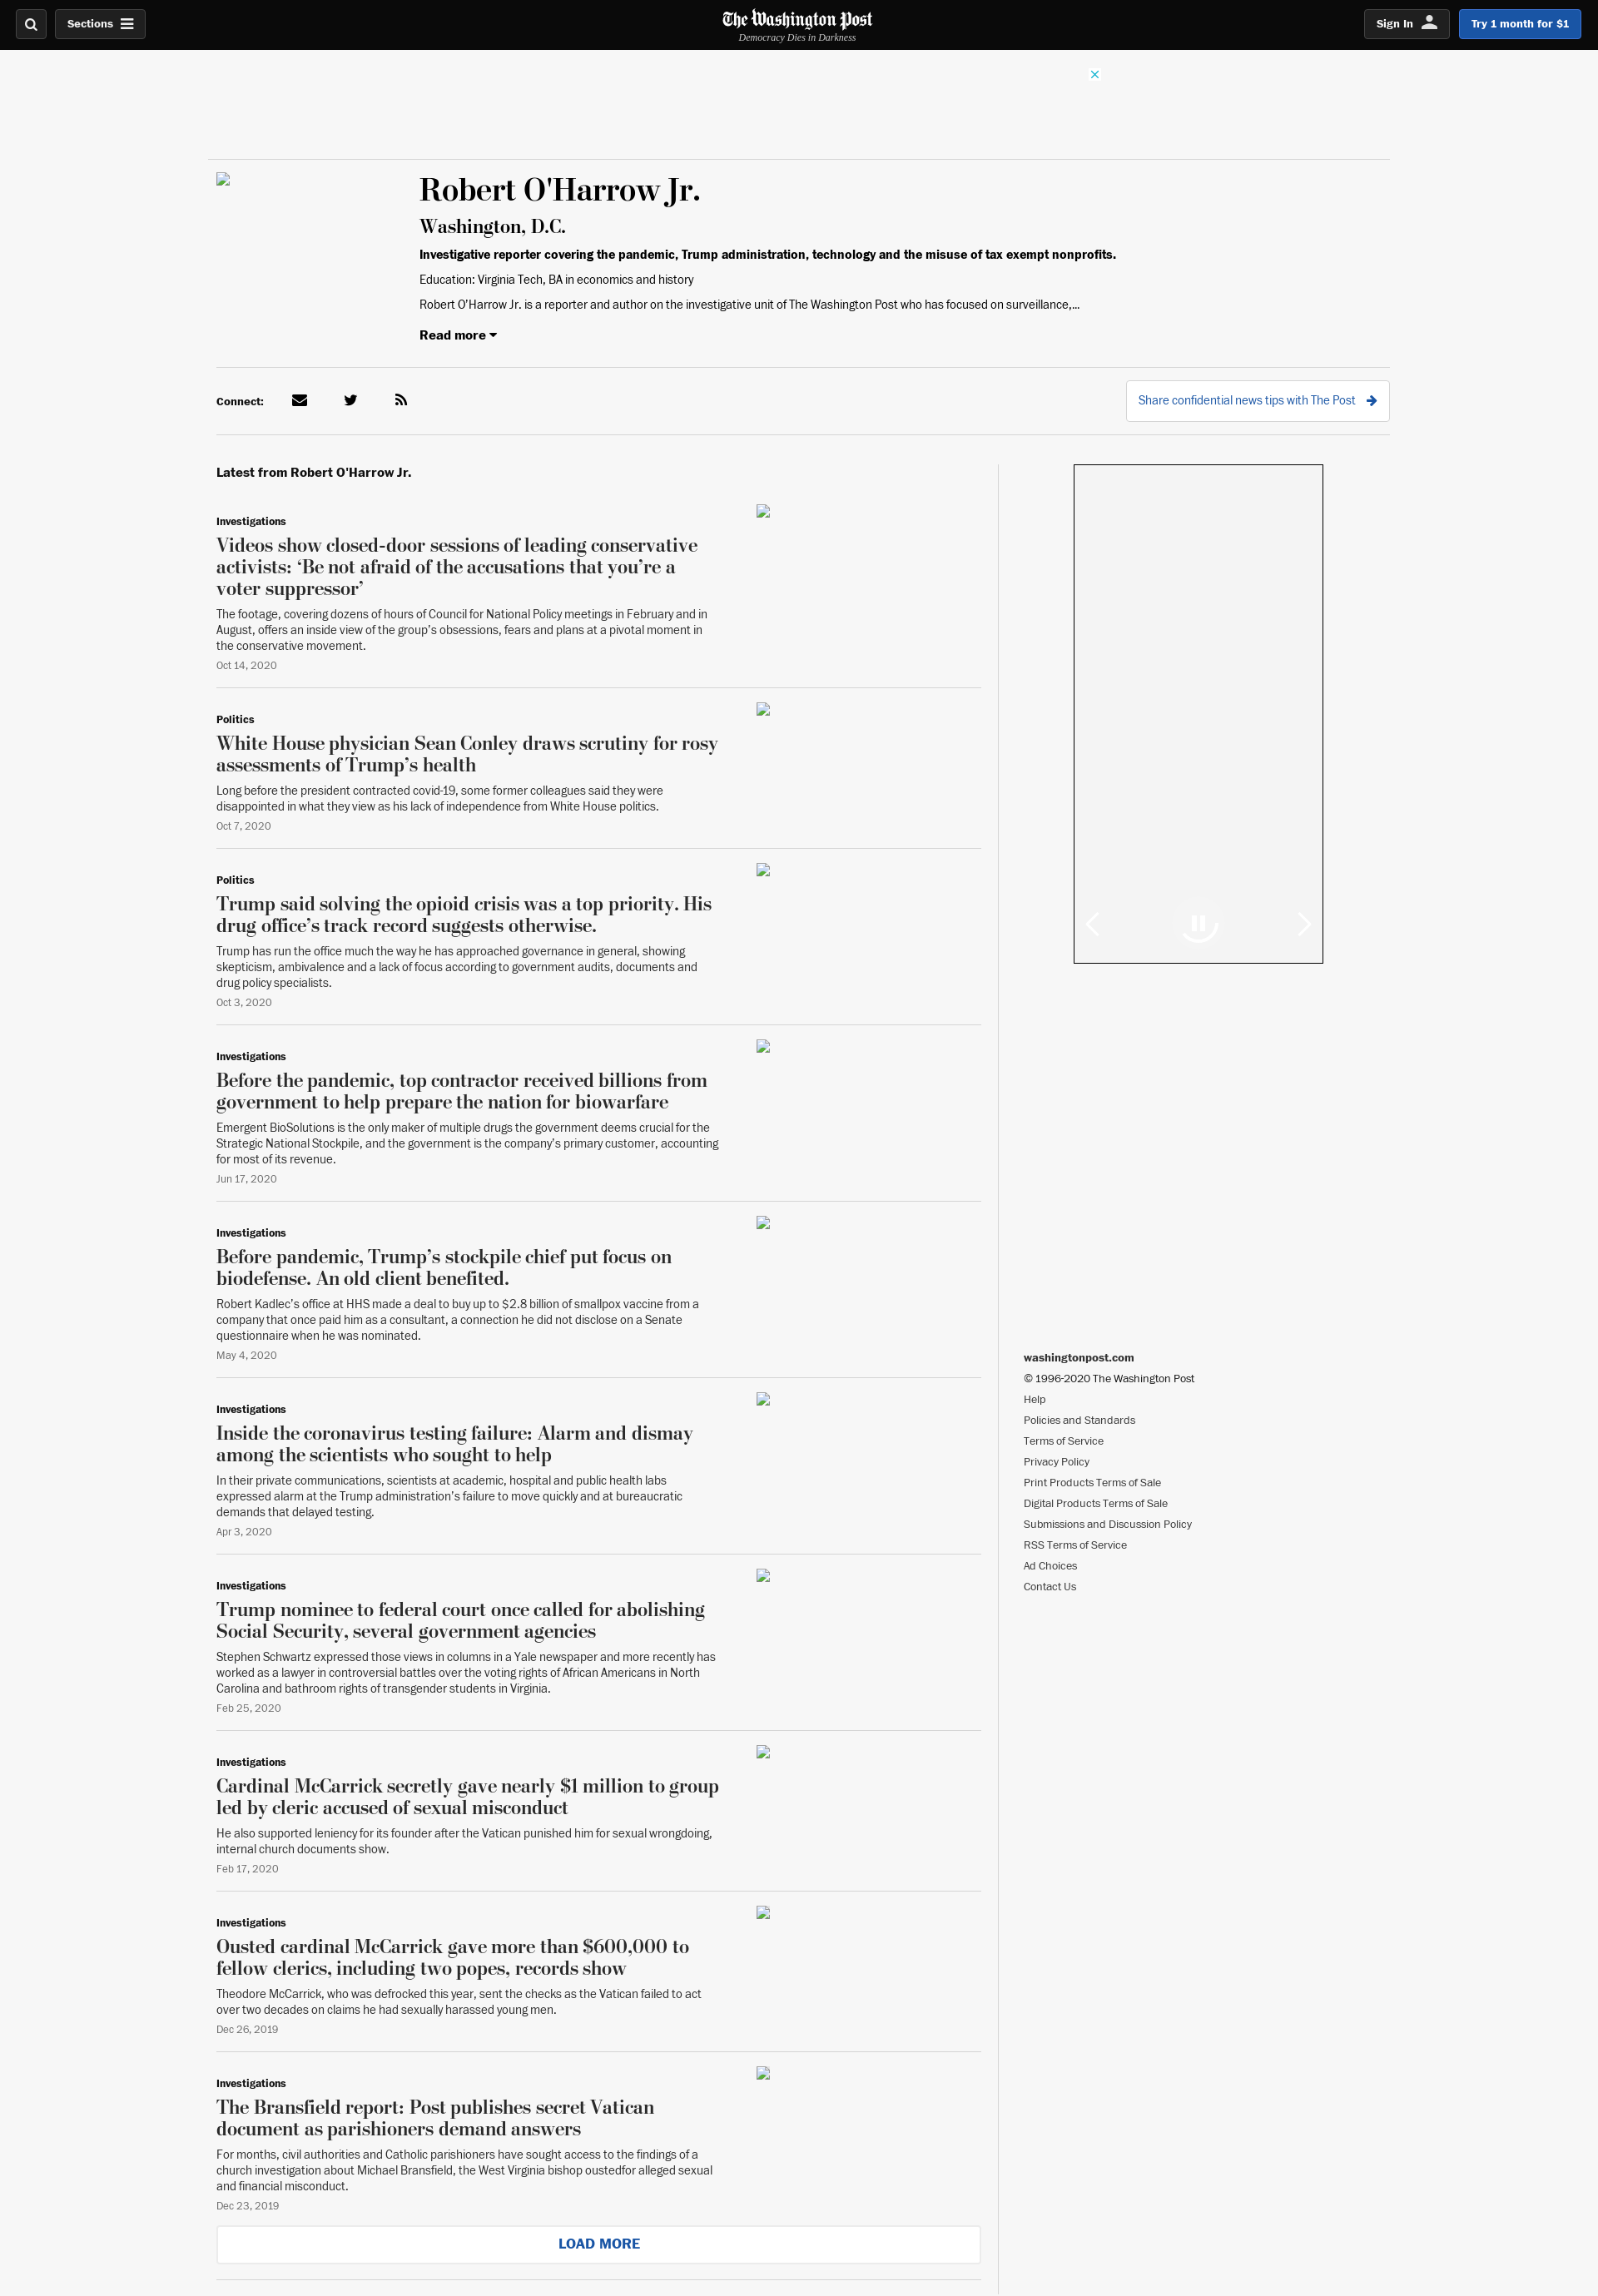 Sections
The Washington Post
Democracy Dies in Darkness
Sign In
Try 1 month for $1
Robert O'Harrow Jr.
Washington, D.C.
Investigative reporter covering the pandemic, Trump administration, technology and the misuse of tax exempt nonprofits.
Education: Virginia Tech, BA in economics and history
Robert O'Harrow Jr. is a reporter and author on the investigative unit of The Washington Post who has focused on surveillance,...
Read more
Connect:
Share confidential news tips with The Post
Latest from Robert O'Harrow Jr.
Investigations
Videos show closed-door sessions of leading conservative
activists: ‘Be not afraid of the accusations that you’re a
voter suppressor’
The footage, covering dozens of hours of Council for National Policy meetings in February and in
August, offers an inside view of the group’s obsessions, fears and plans at a pivotal moment in
the conservative movement.
Oct 14, 2020
Politics
White House physician Sean Conley draws scrutiny for rosy
assessments of Trump’s health
Long before the president contracted covid-19, some former colleagues said they were
disappointed in what they view as his lack of independence from White House politics.
Oct 7, 2020
Politics
Trump said solving the opioid crisis was a top priority. His
drug office’s track record suggests otherwise.
Trump has run the office much the way he has approached governance in general, showing
skepticism, ambivalence and a lack of focus according to government audits, documents and
drug policy specialists.
Oct 3, 2020
Investigations
Before the pandemic, top contractor received billions from
government to help prepare the nation for biowarfare
Emergent BioSolutions is the only maker of multiple drugs the government deems crucial for the
Strategic National Stockpile, and the government is the company’s primary customer, accounting
for most of its revenue.
Jun 17, 2020
Investigations
Before pandemic, Trump’s stockpile chief put focus on
biodefense. An old client benefited.
Robert Kadlec’s office at HHS made a deal to buy up to $2.8 billion of smallpox vaccine from a
company that once paid him as a consultant, a connection he did not disclose on a Senate
questionnaire when he was nominated.
May 4, 2020
Investigations
Inside the coronavirus testing failure: Alarm and dismay
among the scientists who sought to help
In their private communications, scientists at academic, hospital and public health labs
expressed alarm at the Trump administration’s failure to move quickly and at bureaucratic
demands that delayed testing.
Apr 3, 2020
Investigations
Trump nominee to federal court once called for abolishing
Social Security, several government agencies
Stephen Schwartz expressed those views in columns in a Yale newspaper and more recently has
worked as a lawyer in controversial battles over the voting rights of African Americans in North
Carolina and bathroom rights of transgender students in Virginia.
Feb 25, 2020
Investigations
Cardinal McCarrick secretly gave nearly $1 million to group
led by cleric accused of sexual misconduct
He also supported leniency for its founder after the Vatican punished him for sexual wrongdoing,
internal church documents show.
Feb 17, 2020
Investigations
Ousted cardinal McCarrick gave more than $600,000 to
fellow clerics, including two popes, records show
Theodore McCarrick, who was defrocked this year, sent the checks as the Vatican failed to act
over two decades on claims he had sexually harassed young men.
Dec 26, 2019
Investigations
The Bransfield report: Post publishes secret Vatican
document as parishioners demand answers
For months, civil authorities and Catholic parishioners have sought access to the findings of a
church investigation about Michael Bransfield, the West Virginia bishop oustedfor alleged sexual
and financial misconduct.
Dec 23, 2019
LOAD MORE
washingtonpost.com
© 1996-2020 The Washington Post
Help
Policies and Standards
Terms of Service
Privacy Policy
Print Products Terms of Sale
Digital Products Terms of Sale
Submissions and Discussion Policy
RSS Terms of Service
Ad Choices
Contact Us